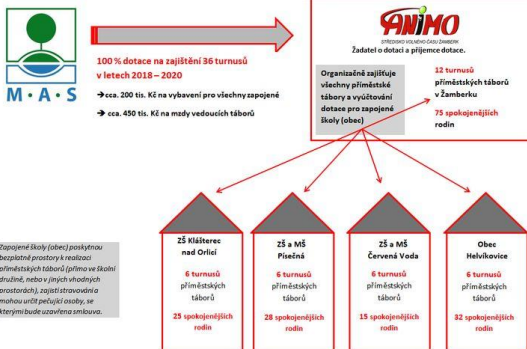 M • A • S
100 % dotace na zajištění 36 turnusů
v letech 2018 – 2020
→ cca. 200 tis. Kč na vybavení pro všechny zapojené
→ cca. 450 tis. Kč na mzdy vedoucích táborů
ANIMO
STŘEDISKO VOLNÉHO ČASU ŽAMBERK
Žadatel o dotaci a příjemce dotace.
Organizačně zajišťuje
všechny příměstské
tábory a vyúčtování
dotace pro zapojené
školy (obec)
12 turnusů
příměstských táborů
v Žamberku
75 spokojenějších
rodin
Zapojené školy (obec) poskytnou
bezplatně prostory k realizaci
příměstských táborů (přímo ve školní
družině, nebo v jiných vhodných
prostorách), zajistí stravování a
mohou určit pečující osoby, se
kterými bude uzavřena smlouva.
ZŠ Klášterec
nad Orlicí
6 turnusů
příměstských
táborů
25 spokojenějších
rodin
ZŠ a MŠ
Písečná
6 turnusů
příměstských
táborů
28 spokojenějších
rodin
ZŠ a MŠ
Červená Voda
6 turnusů
příměstských
táborů
15 spokojenějších
rodin
Obec
Helvíkovice
6 turnusů
příměstských
táborů
32 spokojenějších
rodin